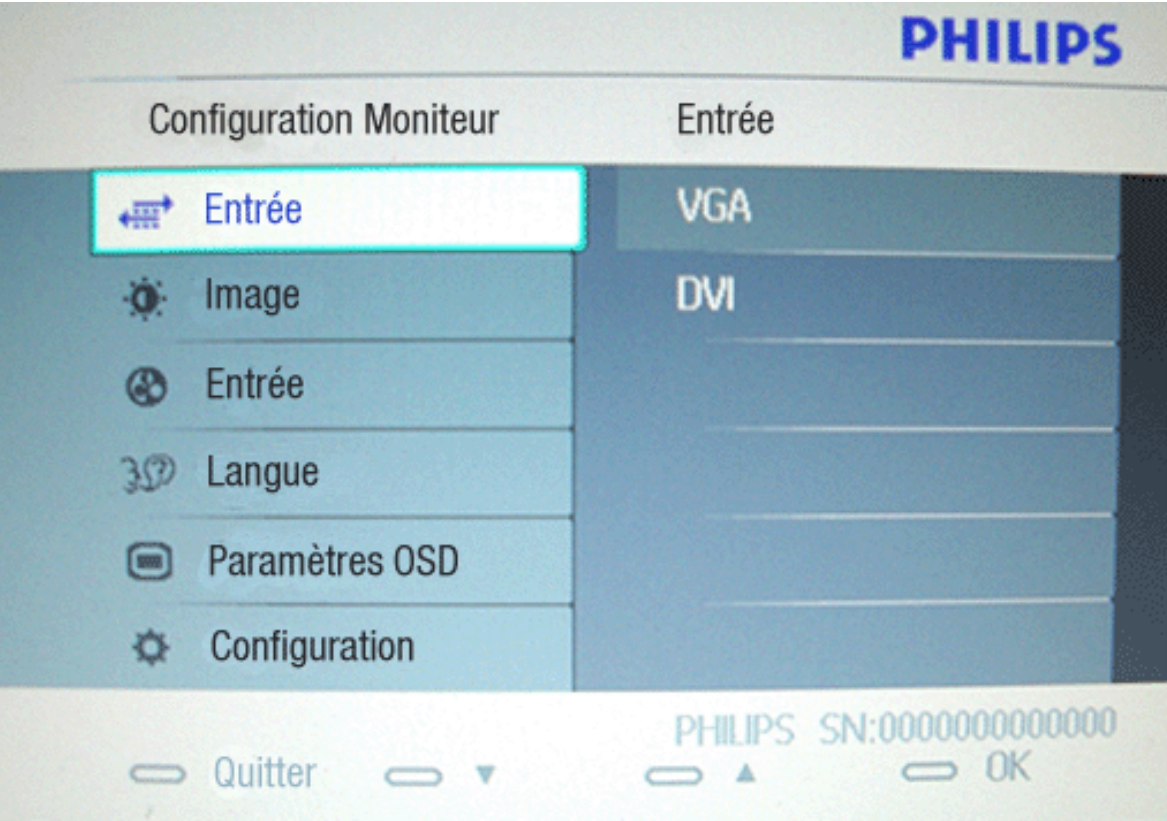 PHILIPS
Configuration Moniteur Entrée
Entrée VGA
Image DVI
Entrée
Langue
Paramètres OSD
Configuration
PHILIPS SN:0000000000000
Quitter ▼ ▲ OK